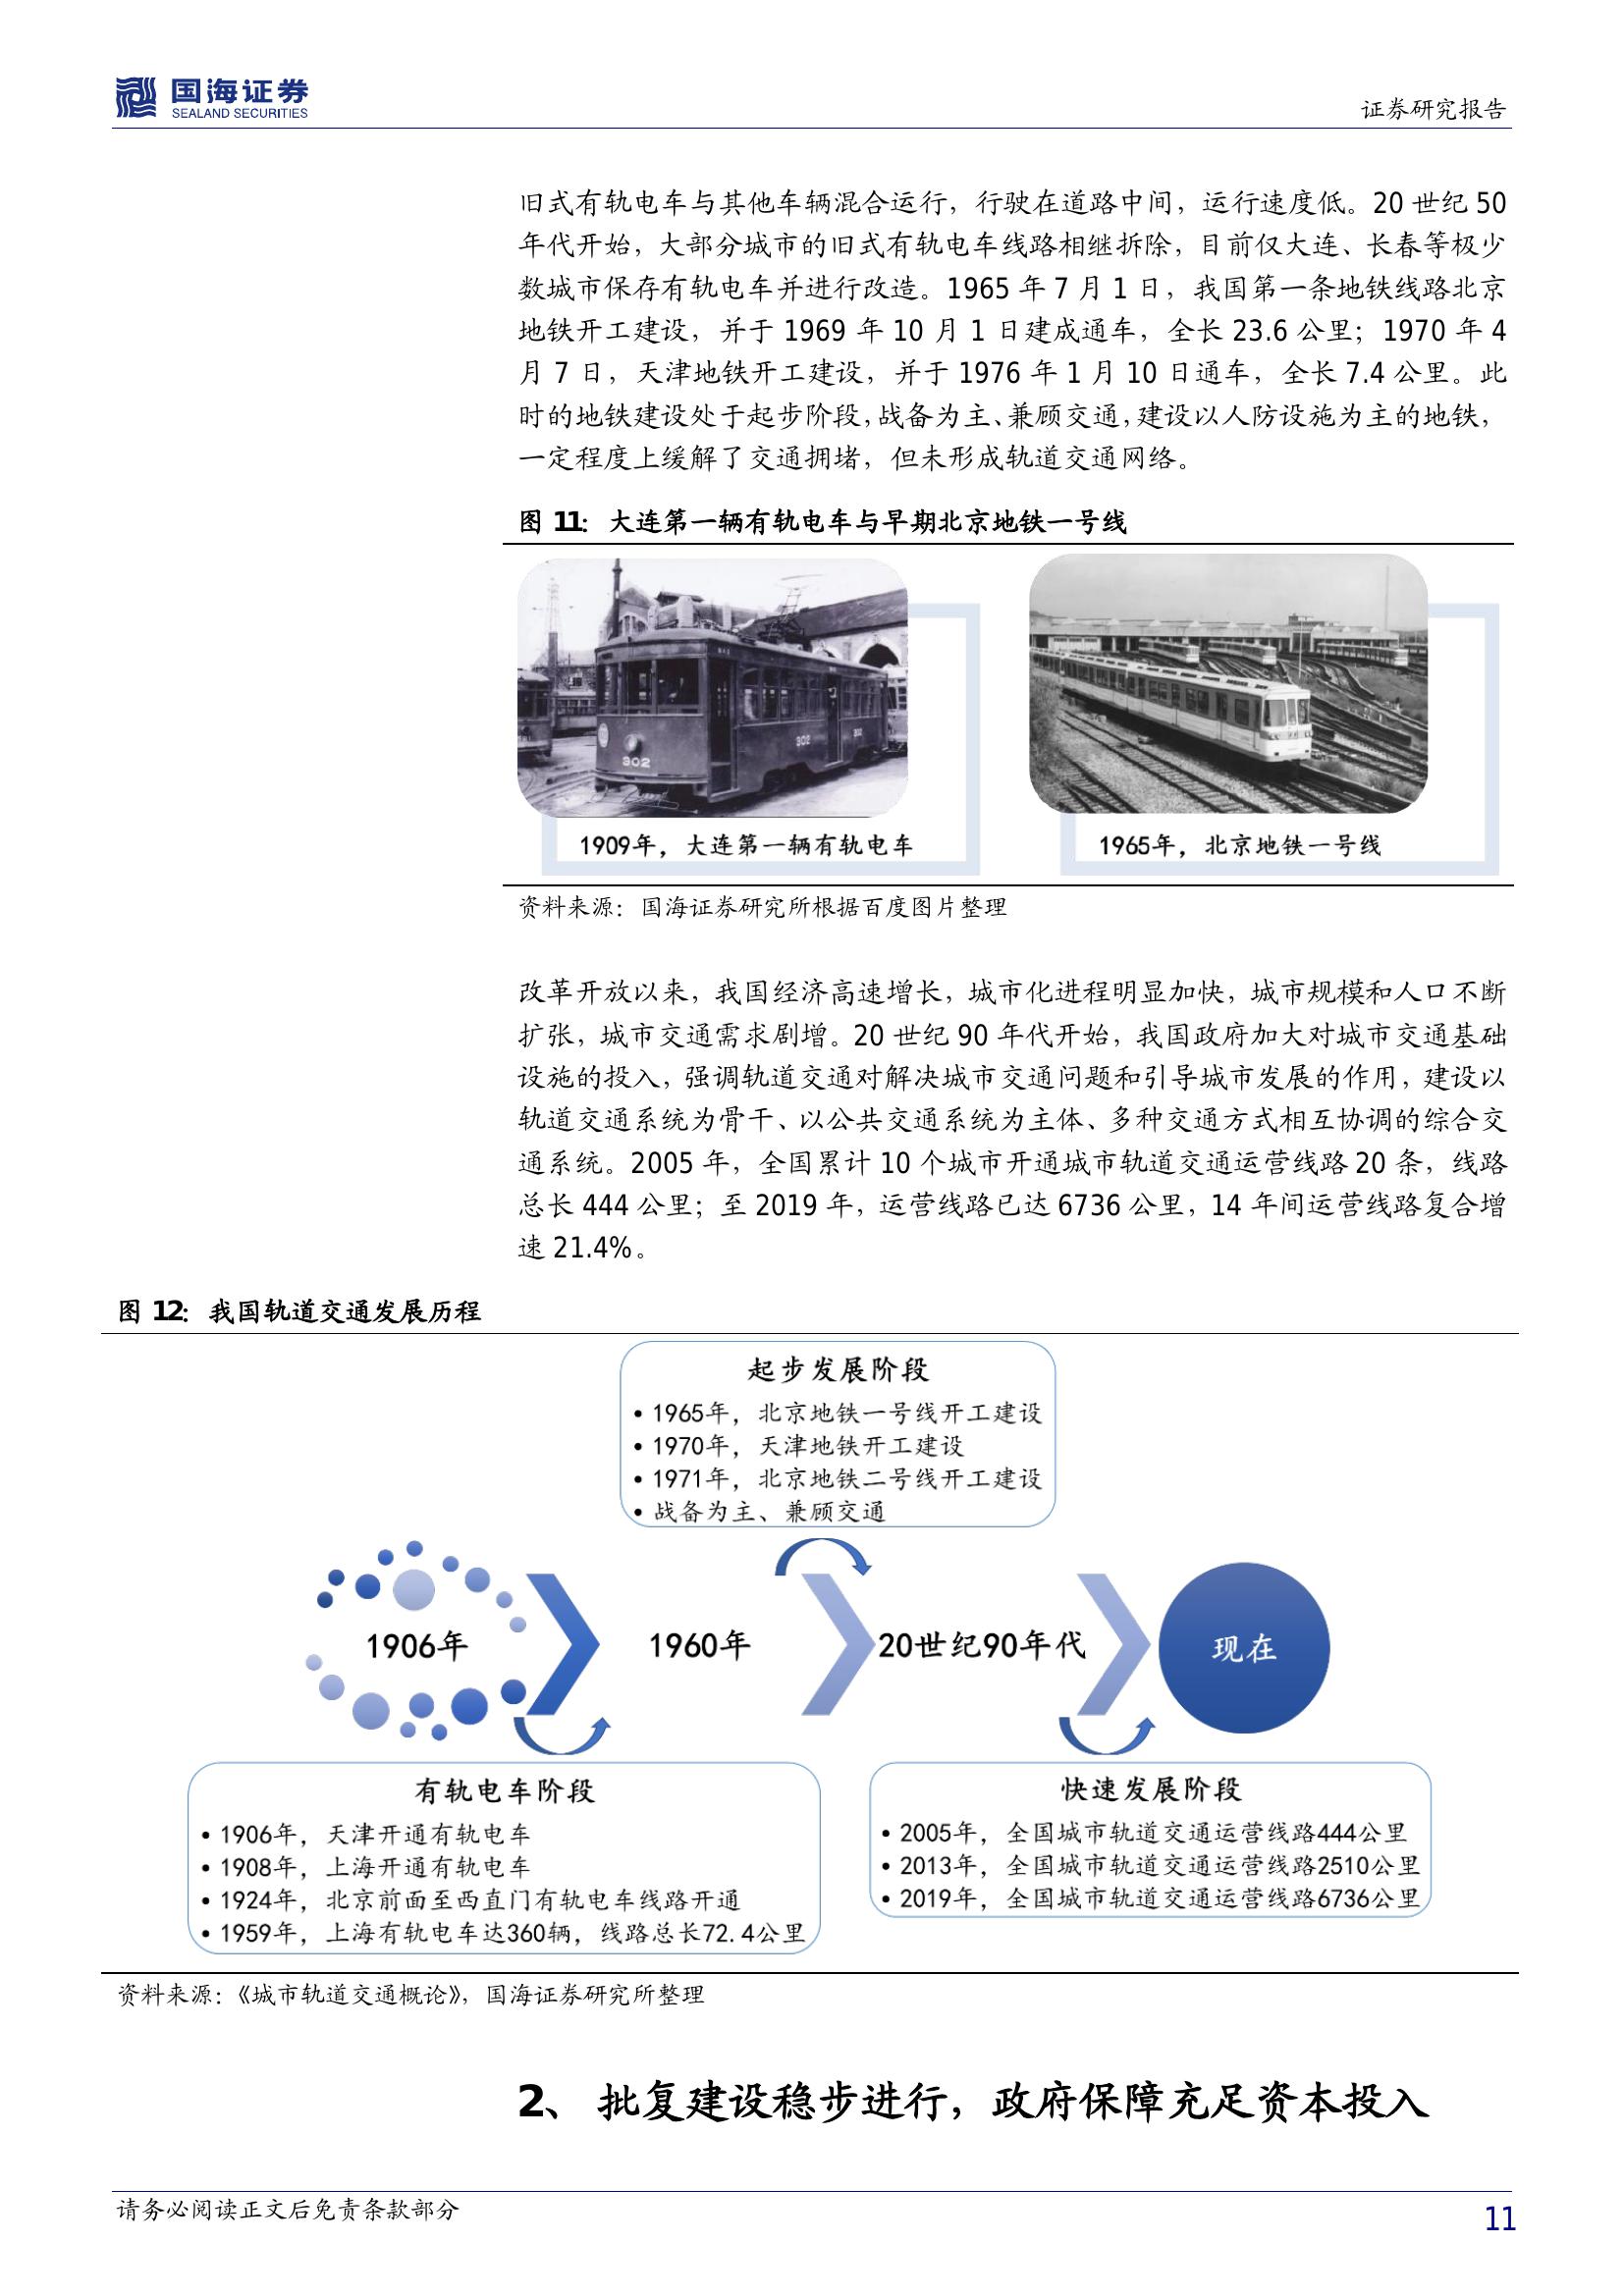 国海证券
SEALAND SECURITIES
证券研究报告
旧式有轨电车与其他车辆混合运行，行驶在道路中间，运行速度低。20 世纪 50
年代开始，大部分城市的旧式有轨电车线路相继拆除，目前仅大连、长春等极少
数城市保存有轨电车并进行改造。1965 年 7 月 1 日，我国第一条地铁线路北京
地铁开工建设，并于 1969 年 10 月 1 日建成通车，全长 23.6 公里；1970 年 4
月 7 日，天津地铁开工建设，并于 1976 年 1 月 10 日通车，全长 7.4 公里。此
时的地铁建设处于起步阶段，战备为主、兼顾交通，建设以人防设施为主的地铁，
一定程度上缓解了交通拥堵，但未形成轨道交通网络。
图 11：大连第一辆有轨电车与早期北京地铁一号线
302
302
302
1909年，大连第一辆有轨电车
1965年，北京地铁一号线
资料来源：国海证券研究所根据百度图片整理
改革开放以来，我国经济高速增长，城市化进程明显加快，城市规模和人口不断
扩张，城市交通需求剧增。20 世纪 90 年代开始，我国政府加大对城市交通基础
设施的投入，强调轨道交通对解决城市交通问题和引导城市发展的作用，建设以
轨道交通系统为骨干、以公共交通系统为主体、多种交通方式相互协调的综合交
通系统。2005 年，全国累计 10 个城市开通城市轨道交通运营线路 20 条，线路
总长 444 公里；至 2019 年，运营线路已达 6736 公里，14 年间运营线路复合增
速 21.4%。
图 12：我国轨道交通发展历程
起步发展阶段
• 1965年，北京地铁一号线开工建设
• 1970年，天津地铁开工建设
• 1971年，北京地铁二号线开工建设
• 战备为主、兼顾交通
1906年
1960年
20世纪90年代
现在
有轨电车阶段
• 1906年，天津开通有轨电车
• 1908年，上海开通有轨电车
• 1924年，北京前面至西直门有轨电车线路开通
• 1959年，上海有轨电车达360辆，线路总长72.4公里
快速发展阶段
• 2005年，全国城市轨道交通运营线路444公里
• 2013年，全国城市轨道交通运营线路2510公里
• 2019年，全国城市轨道交通运营线路6736公里
资料来源：《城市轨道交通概论》，国海证券研究所整理
2、 批复建设稳步进行，政府保障充足资本投入
请务必阅读正文后免责条款部分
11